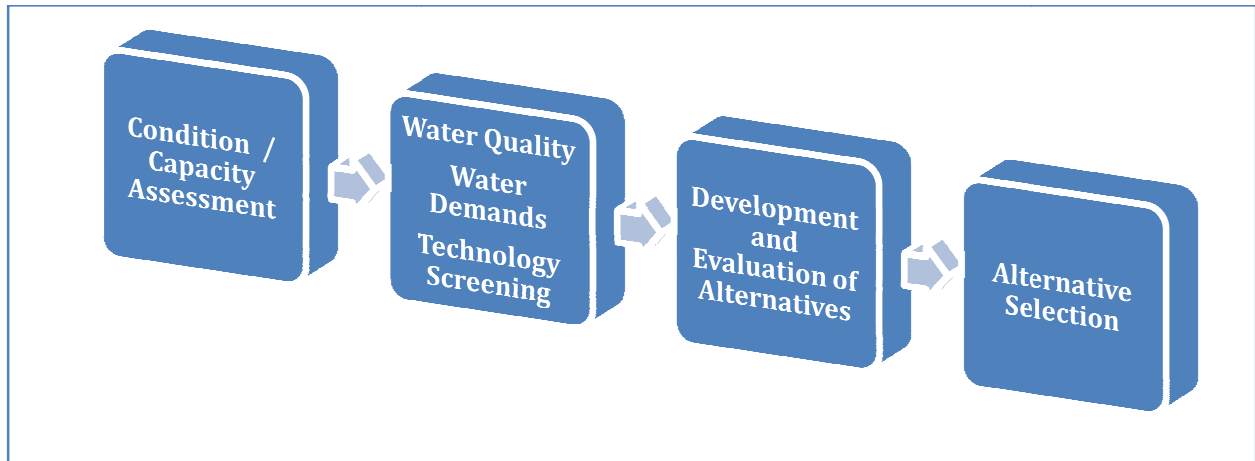 Condition /
Capacity
Assessment
Water Quality
Water
Demands
Technology
Screening
Development
and
Evaluation of
Alternatives
Alternative
Selection